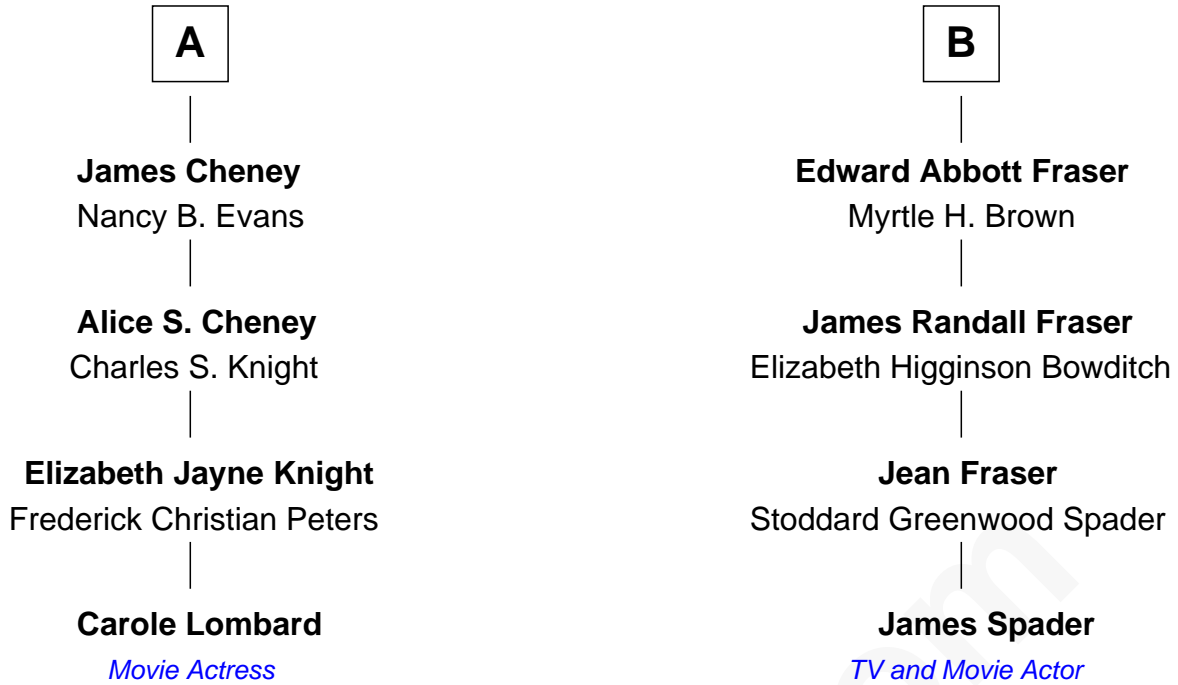 A
James Cheney
Nancy B. Evans
Alice S. Cheney
Charles S. Knight
Elizabeth Jayne Knight
Frederick Christian Peters
Carole Lombard
Movie Actress
B
Edward Abbott Fraser
Myrtle H. Brown
James Randall Fraser
Elizabeth Higginson Bowditch
Jean Fraser
Stoddard Greenwood Spader
James Spader
TV and Movie Actor